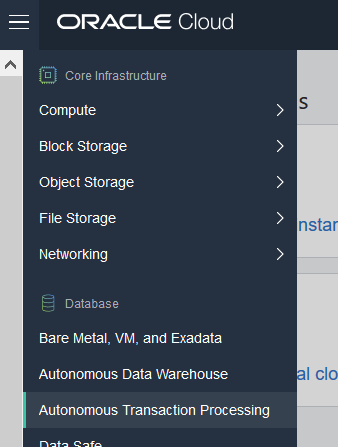 ORACLE Cloud
Core Infrastructure
Compute
Block Storage
Object Storage
File Storage
Networking
Database
Bare Metal, VM, and Exadata
Autonomous Data Warehouse
Autonomous Transaction Processing
Data Safe
s
nstar
al clo